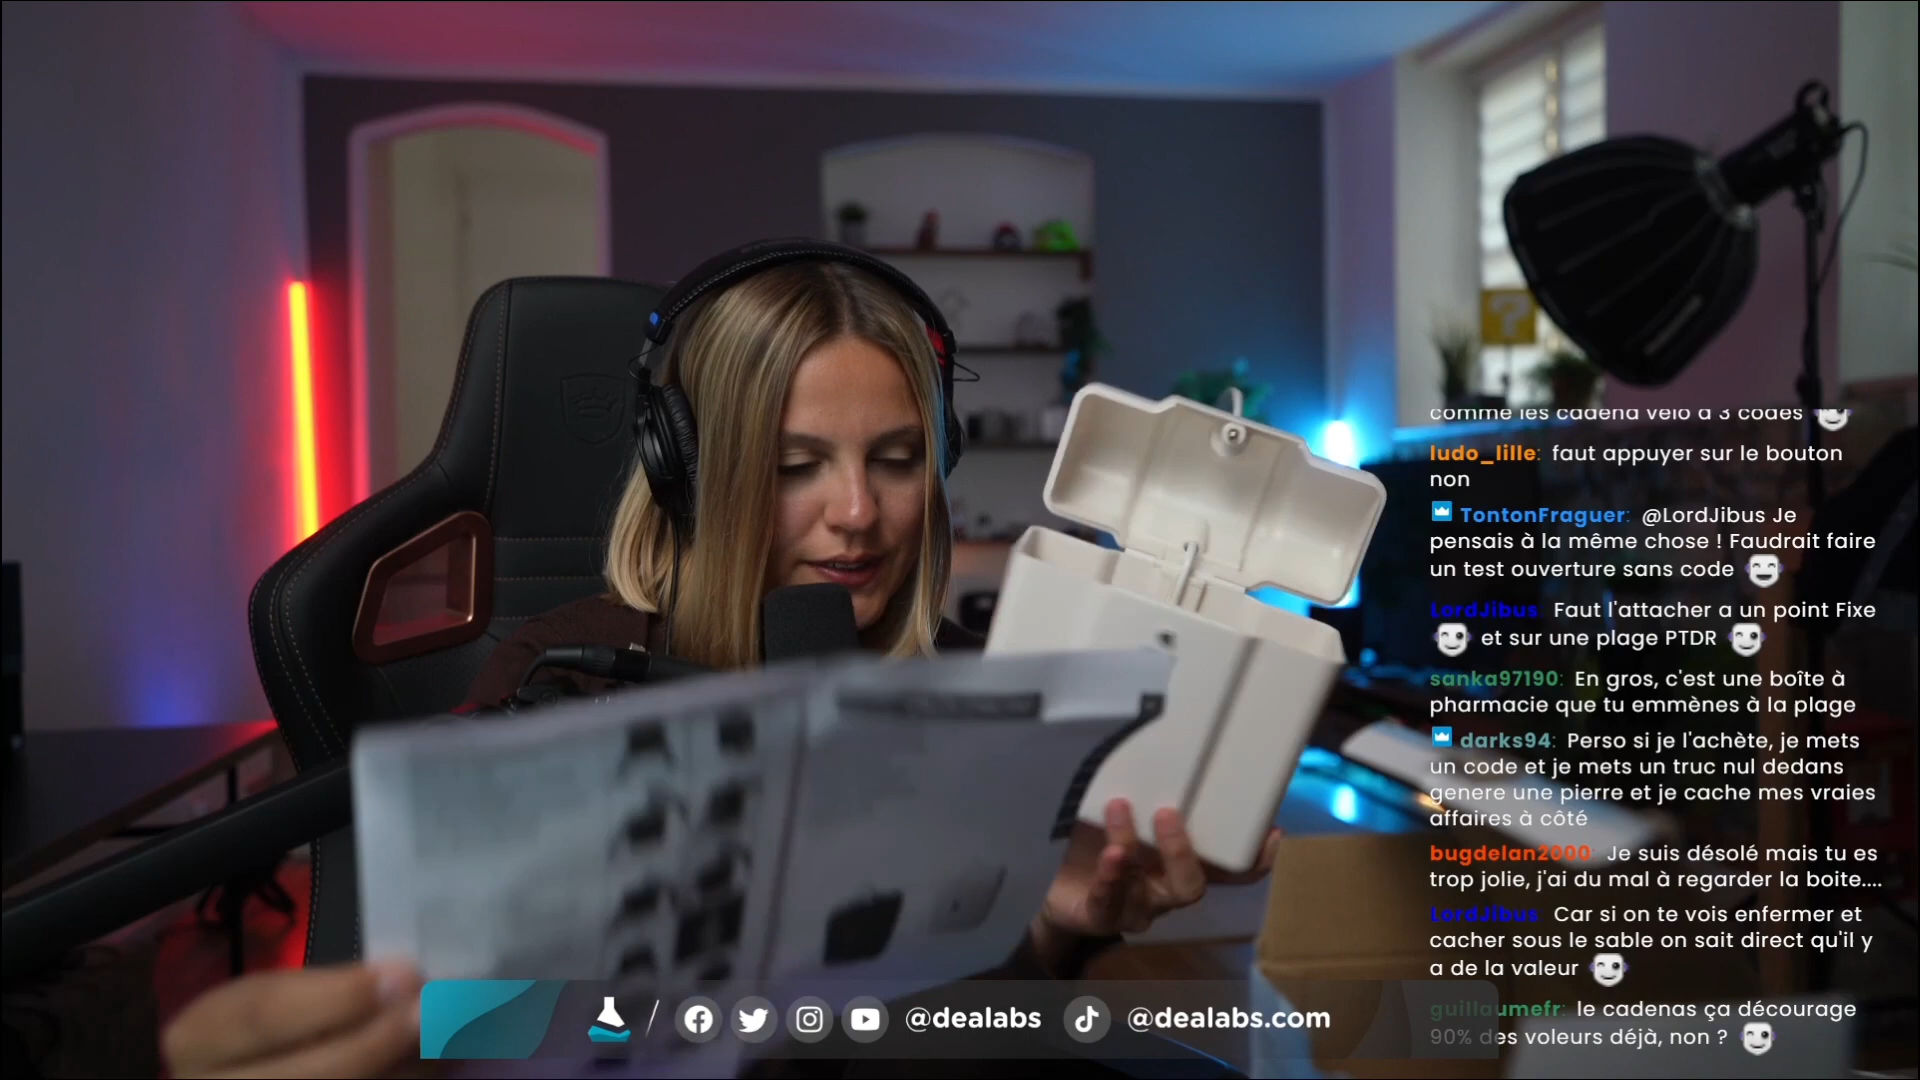 comme les cadena vélo a 3 codes
ludo_lille: faut appuyer sur le bouton
non
TontonFraguer: @LordJibus Je
pensais à la même chose ! Faudrait faire
un test ouverture sans code
LordJibus: Faut l'attacher a un point Fixe
et sur une plage PTDR
sanka97190: En gros, c'est une boîte à
pharmacie que tu emmènes à la plage
darks94: Perso si je l'achète, je mets
un code et je mets un truc nul dedans
genere une pierre et je cache mes vraies
affaires à côté
bugdelan2000: Je suis désolé mais tu es
trop jolie, j'ai du mal à regarder la boite....
LordJibus: Car si on te vois enfermer et
cacher sous le sable on sait direct qu'il y
a de la valeur
guillaumefr: le cadenas ça décourage
90% des voleurs déjà, non ?
@dealabs @dealabs.com